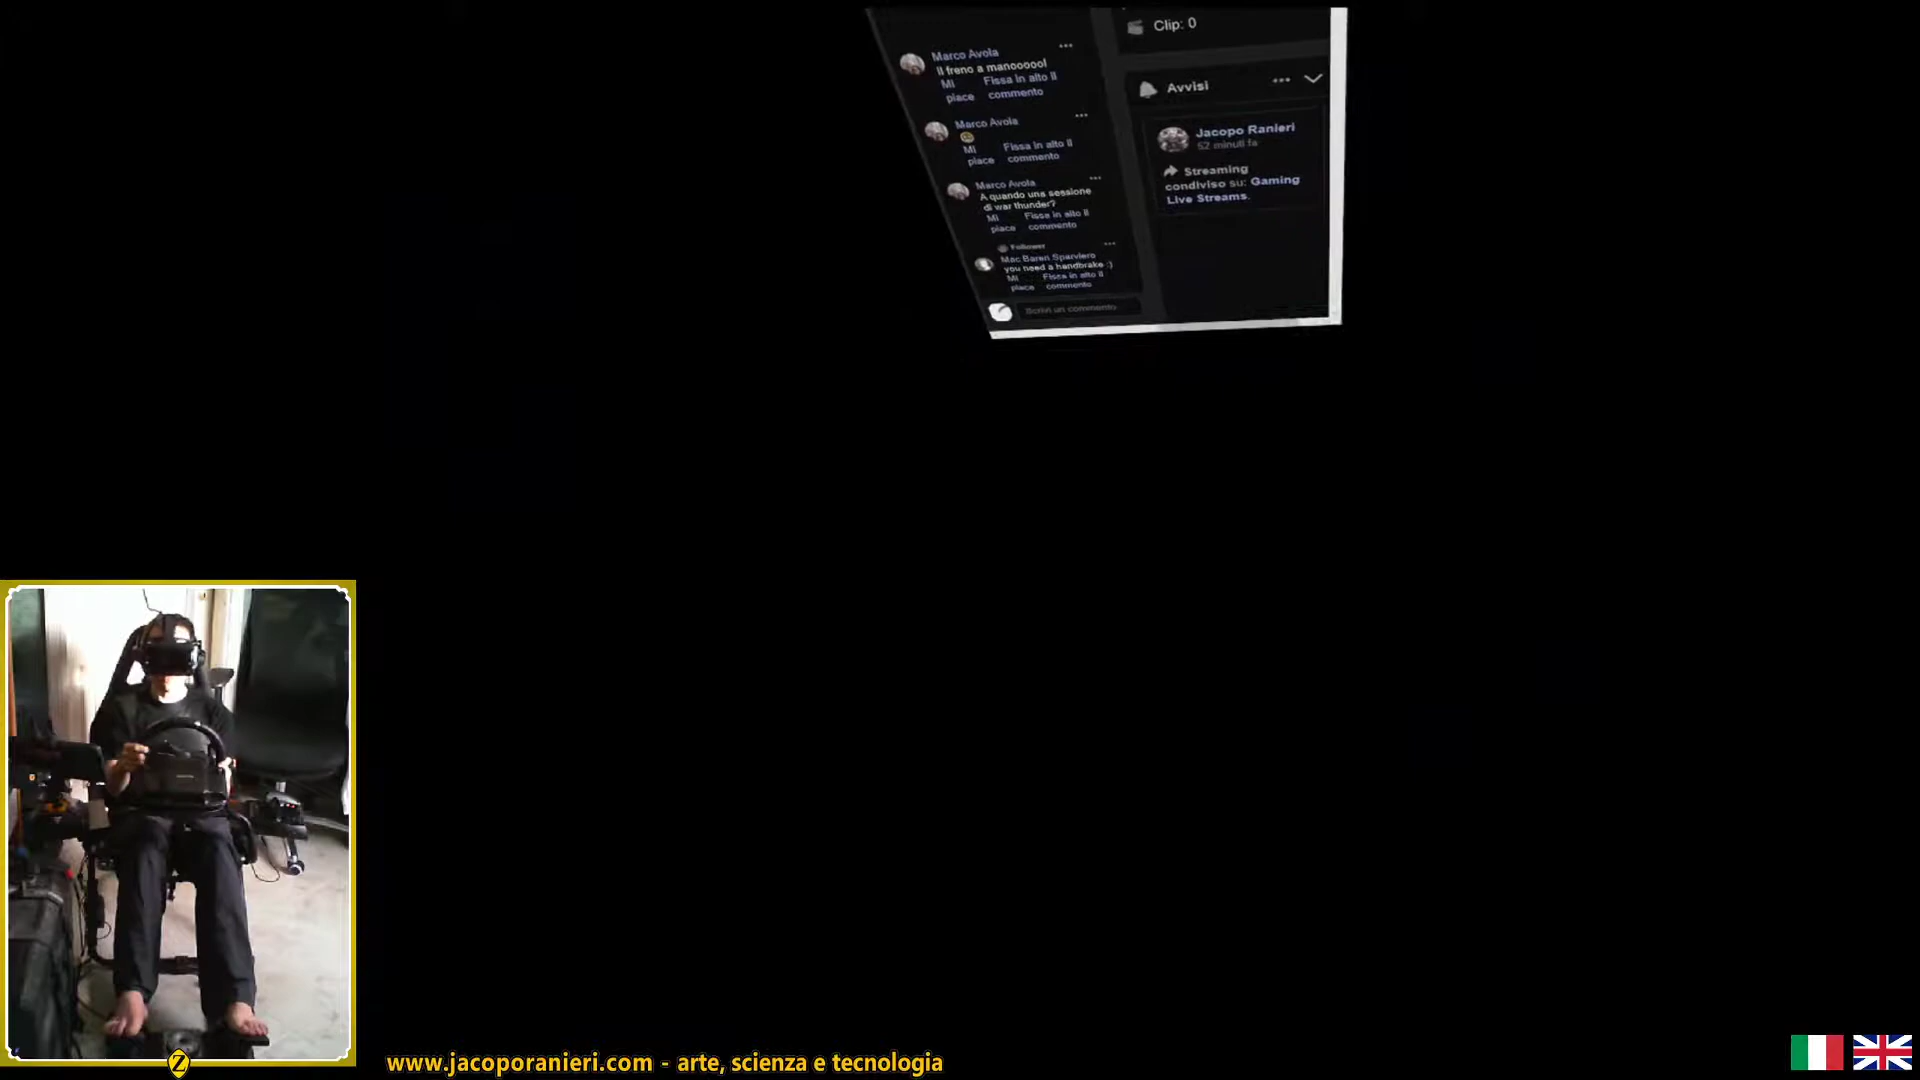 Clip: 0
Marco Avola
Il freno a manoooool
Mi piace
Fissa in alto il commento
Avvisi
Marco Avola
Mi piace
Fissa in alto il commento
Jacopo Ranieri
52 minuti fa
Streaming
condiviso su: Gaming
Live Streams.
Marco Avola
A quando una sessione
di war thunder?
Mi piace
Fissa in alto il commento
Follower
Mac Baren Sparviero
you need a handbrake :)
Mi piace
Fissa in alto il commento
Scrivi un commento
www.jacoporanieri.com - arte, scienza e tecnologia